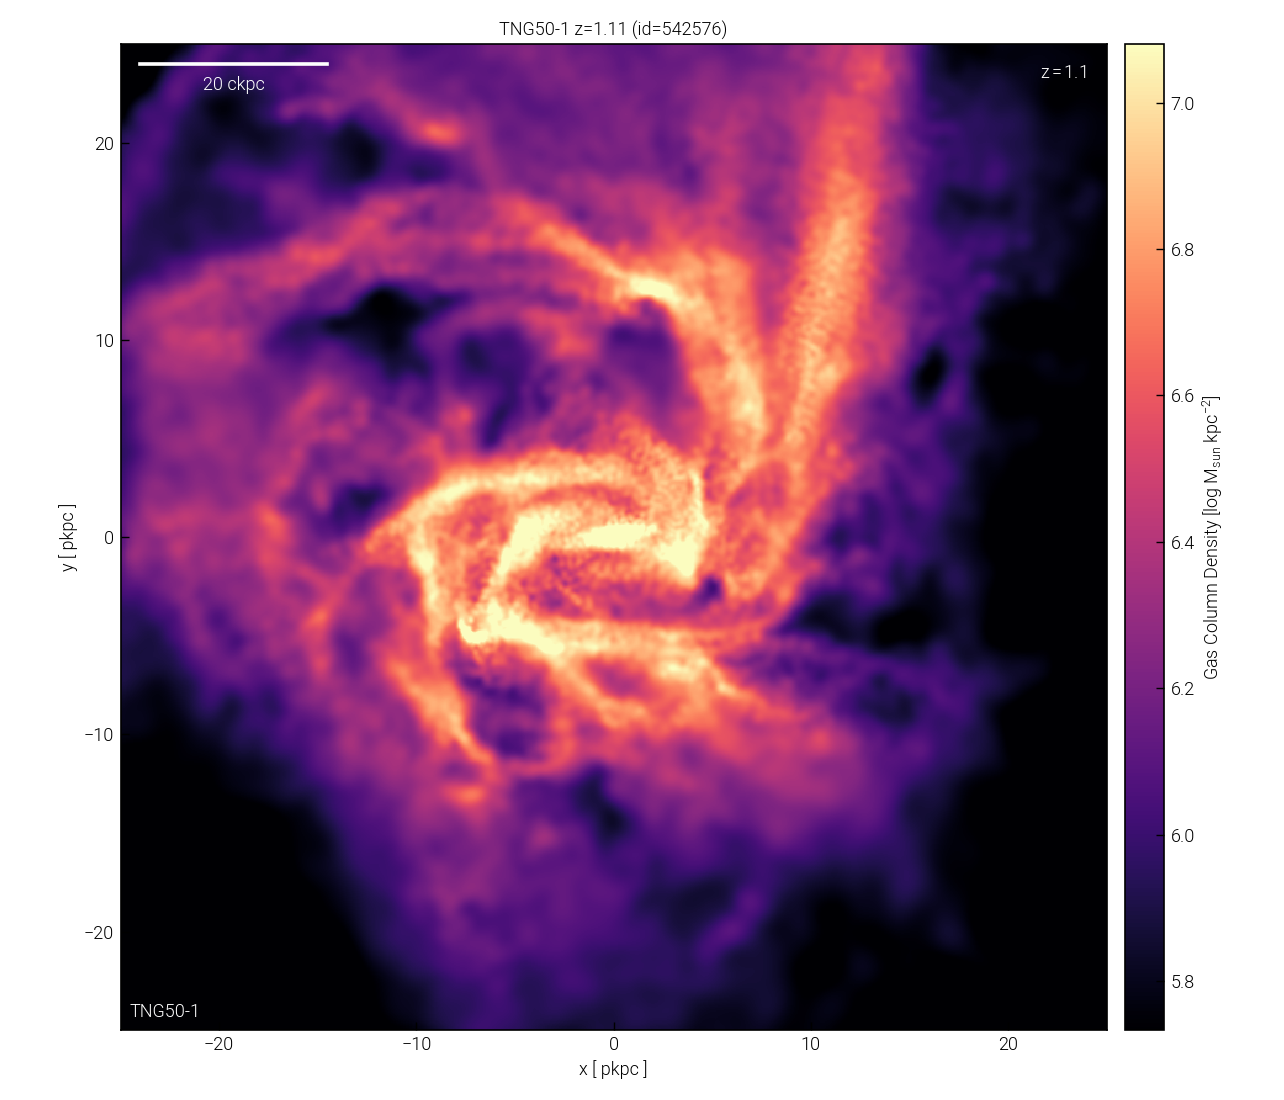 TNG50-1 z=1.11 (id=542576)
20 ckpc
z=1.1
TNG50-1
20
10
0
−10
−20
y [ pkpc ]
−20
−10
0
10
20
x [ pkpc ]
7.0
6.8
6.6
6.4
6.2
6.0
5.8
Gas Column Density [log M_sun kpc⁻²]